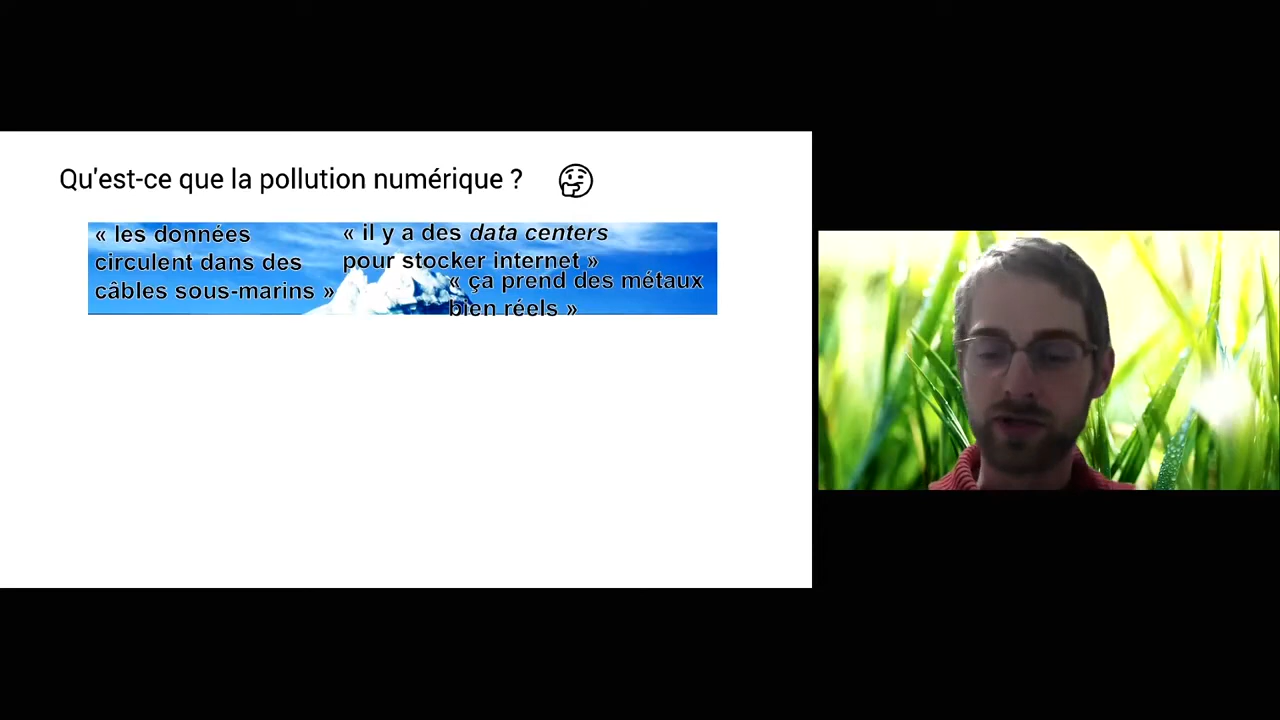 Qu'est-ce que la pollution numérique ?
« les données
circulent dans des
câbles sous-marins »
« il y a des data centers
pour stocker internet »
« ça prend des métaux
bien réels »